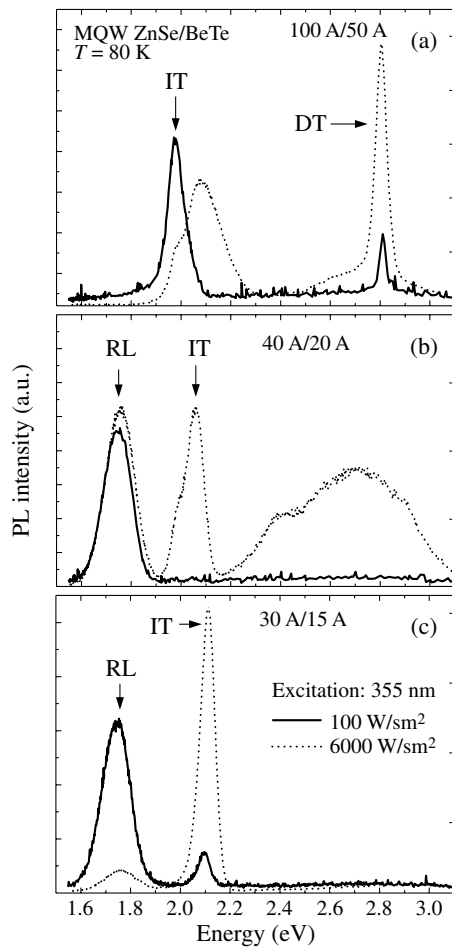 MQW ZnSe/BeTe
T = 80 K
100 A/50 A
(a)
IT
DT
RL
IT
40 A/20 A
(b)
PL intensity (a.u.)
IT
30 A/15 A
(c)
RL
Excitation: 355 nm
100 W/sm²
6000 W/sm²
1.6 1.8 2.0 2.2 2.4 2.6 2.8 3.0
Energy (eV)